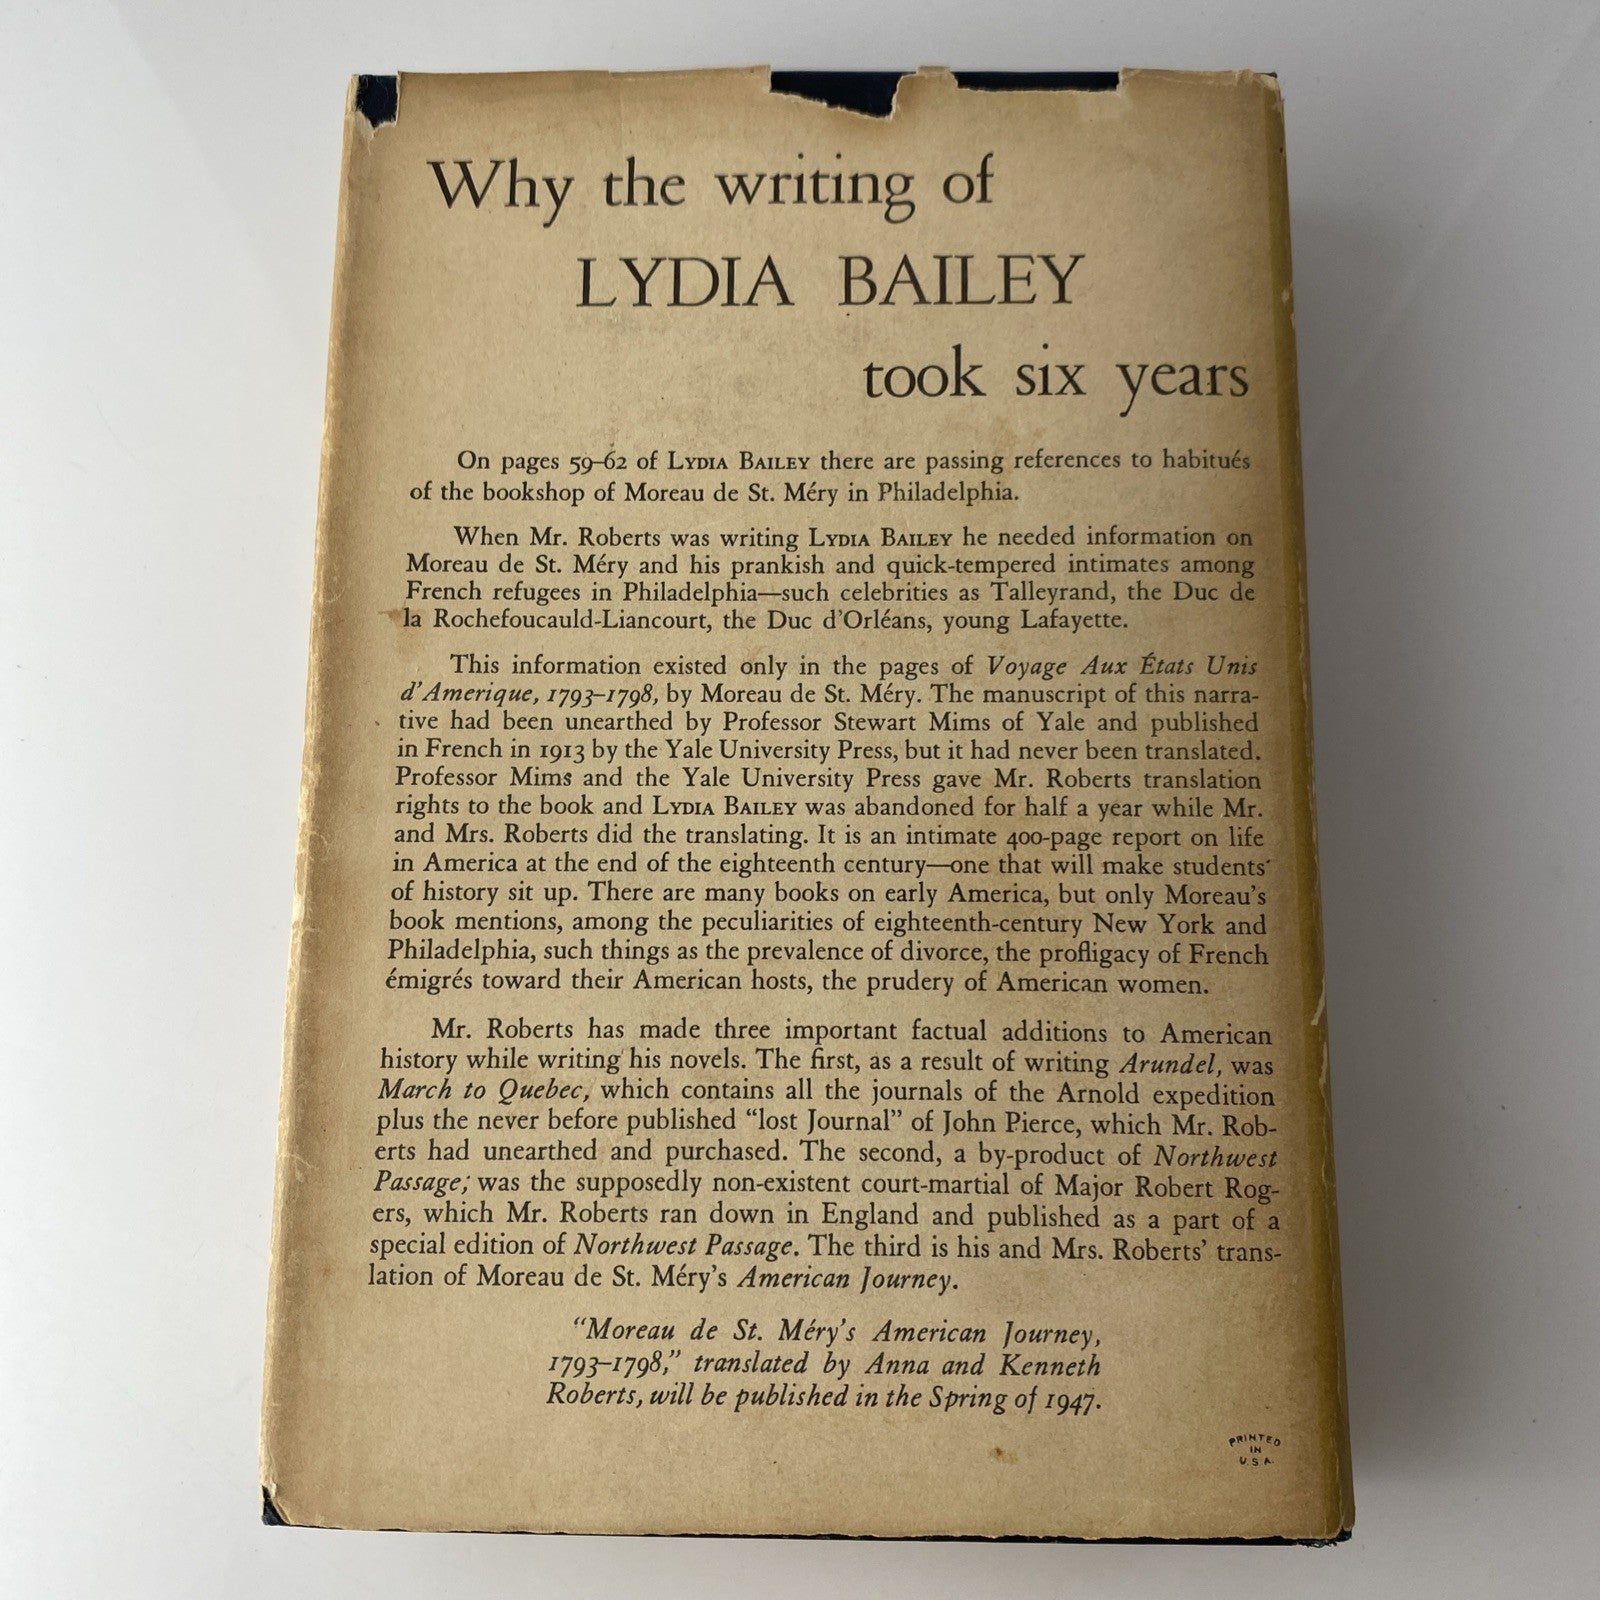 Why the writing of
LYDIA BAILEY
took six years
On pages 59–62 of LYDIA BAILEY there are passing references to habitués
of the bookshop of Moreau de St. Méry in Philadelphia.
When Mr. Roberts was writing LYDIA BAILEY he needed information on
Moreau de St. Méry and his prankish and quick-tempered intimates among
French refugees in Philadelphia—such celebrities as Talleyrand, the Duc de
la Rochefoucauld-Liancourt, the Duc d'Orléans, young Lafayette.
This information existed only in the pages of Voyage Aux États Unis
d'Amerique, 1793–1798, by Moreau de St. Méry. The manuscript of this narra-
tive had been unearthed by Professor Stewart Mims of Yale and published
in French in 1913 by the Yale University Press, but it had never been translated.
Professor Mims and the Yale University Press gave Mr. Roberts translation
rights to the book and LYDIA BAILEY was abandoned for half a year while Mr.
and Mrs. Roberts did the translating. It is an intimate 400-page report on life
in America at the end of the eighteenth century—one that will make students'
of history sit up. There are many books on early America, but only Moreau's
book mentions, among the peculiarities of eighteenth-century New York and
Philadelphia, such things as the prevalence of divorce, the profligacy of French
émigrés toward their American hosts, the prudery of American women.
Mr. Roberts has made three important factual additions to American
history while writing his novels. The first, as a result of writing Arundel, was
March to Quebec, which contains all the journals of the Arnold expedition
plus the never before published "lost Journal" of John Pierce, which Mr. Rob-
erts had unearthed and purchased. The second, a by-product of Northwest
Passage; was the supposedly non-existent court-martial of Major Robert Rog-
ers, which Mr. Roberts ran down in England and published as a part of a
special edition of Northwest Passage. The third is his and Mrs. Roberts' trans-
lation of Moreau de St. Méry's American Journey.
"Moreau de St. Méry's American Journey,
1793–1798," translated by Anna and Kenneth
Roberts, will be published in the Spring of 1947.
PRINTED
IN
U.S.A.